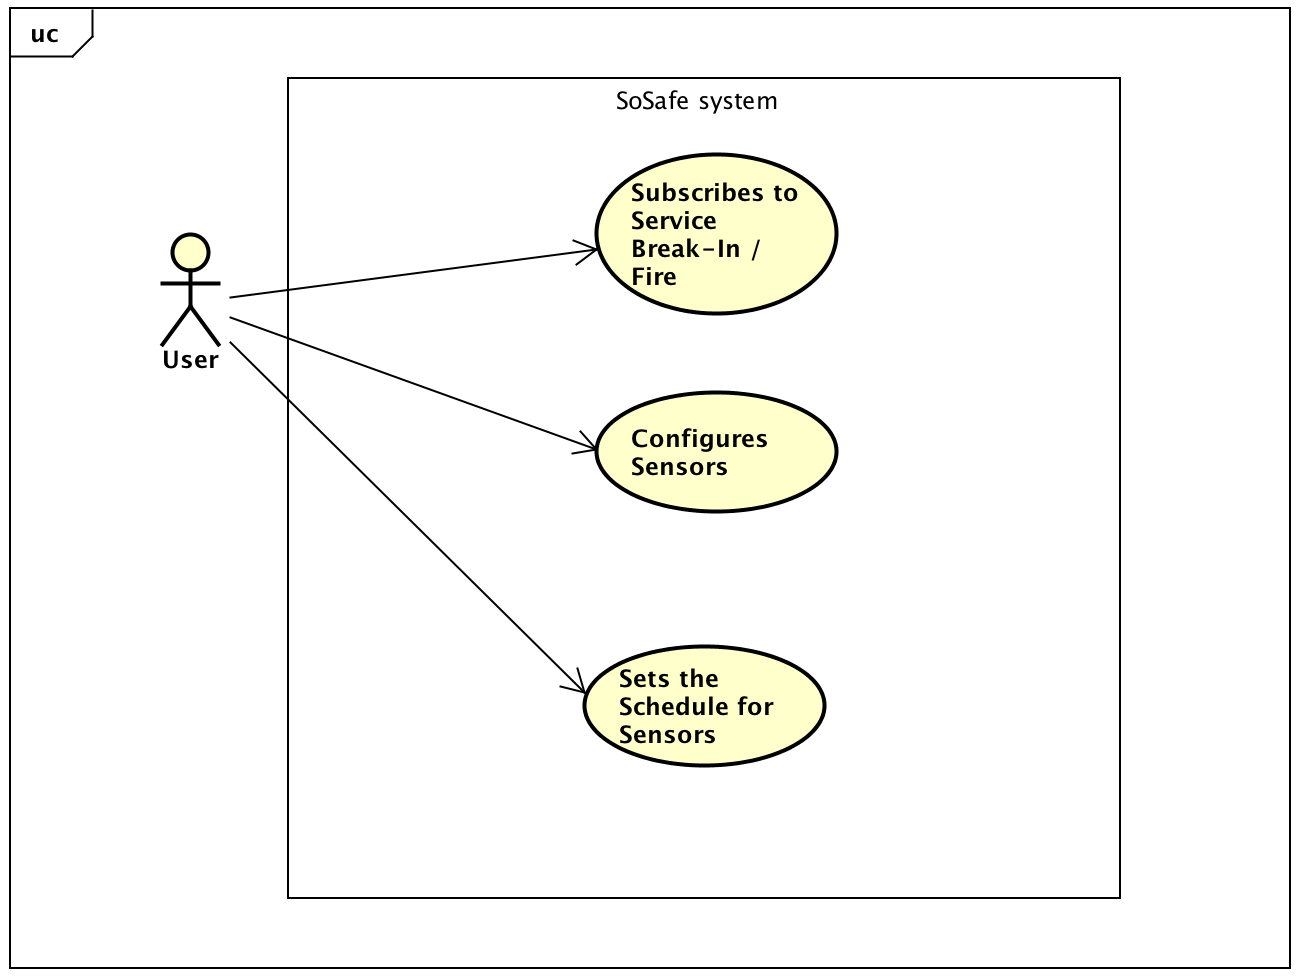 uc
SoSafe system
Subscribes to
Service
Break-In /
Fire
User
Configures
Sensors
Sets the
Schedule for
Sensors